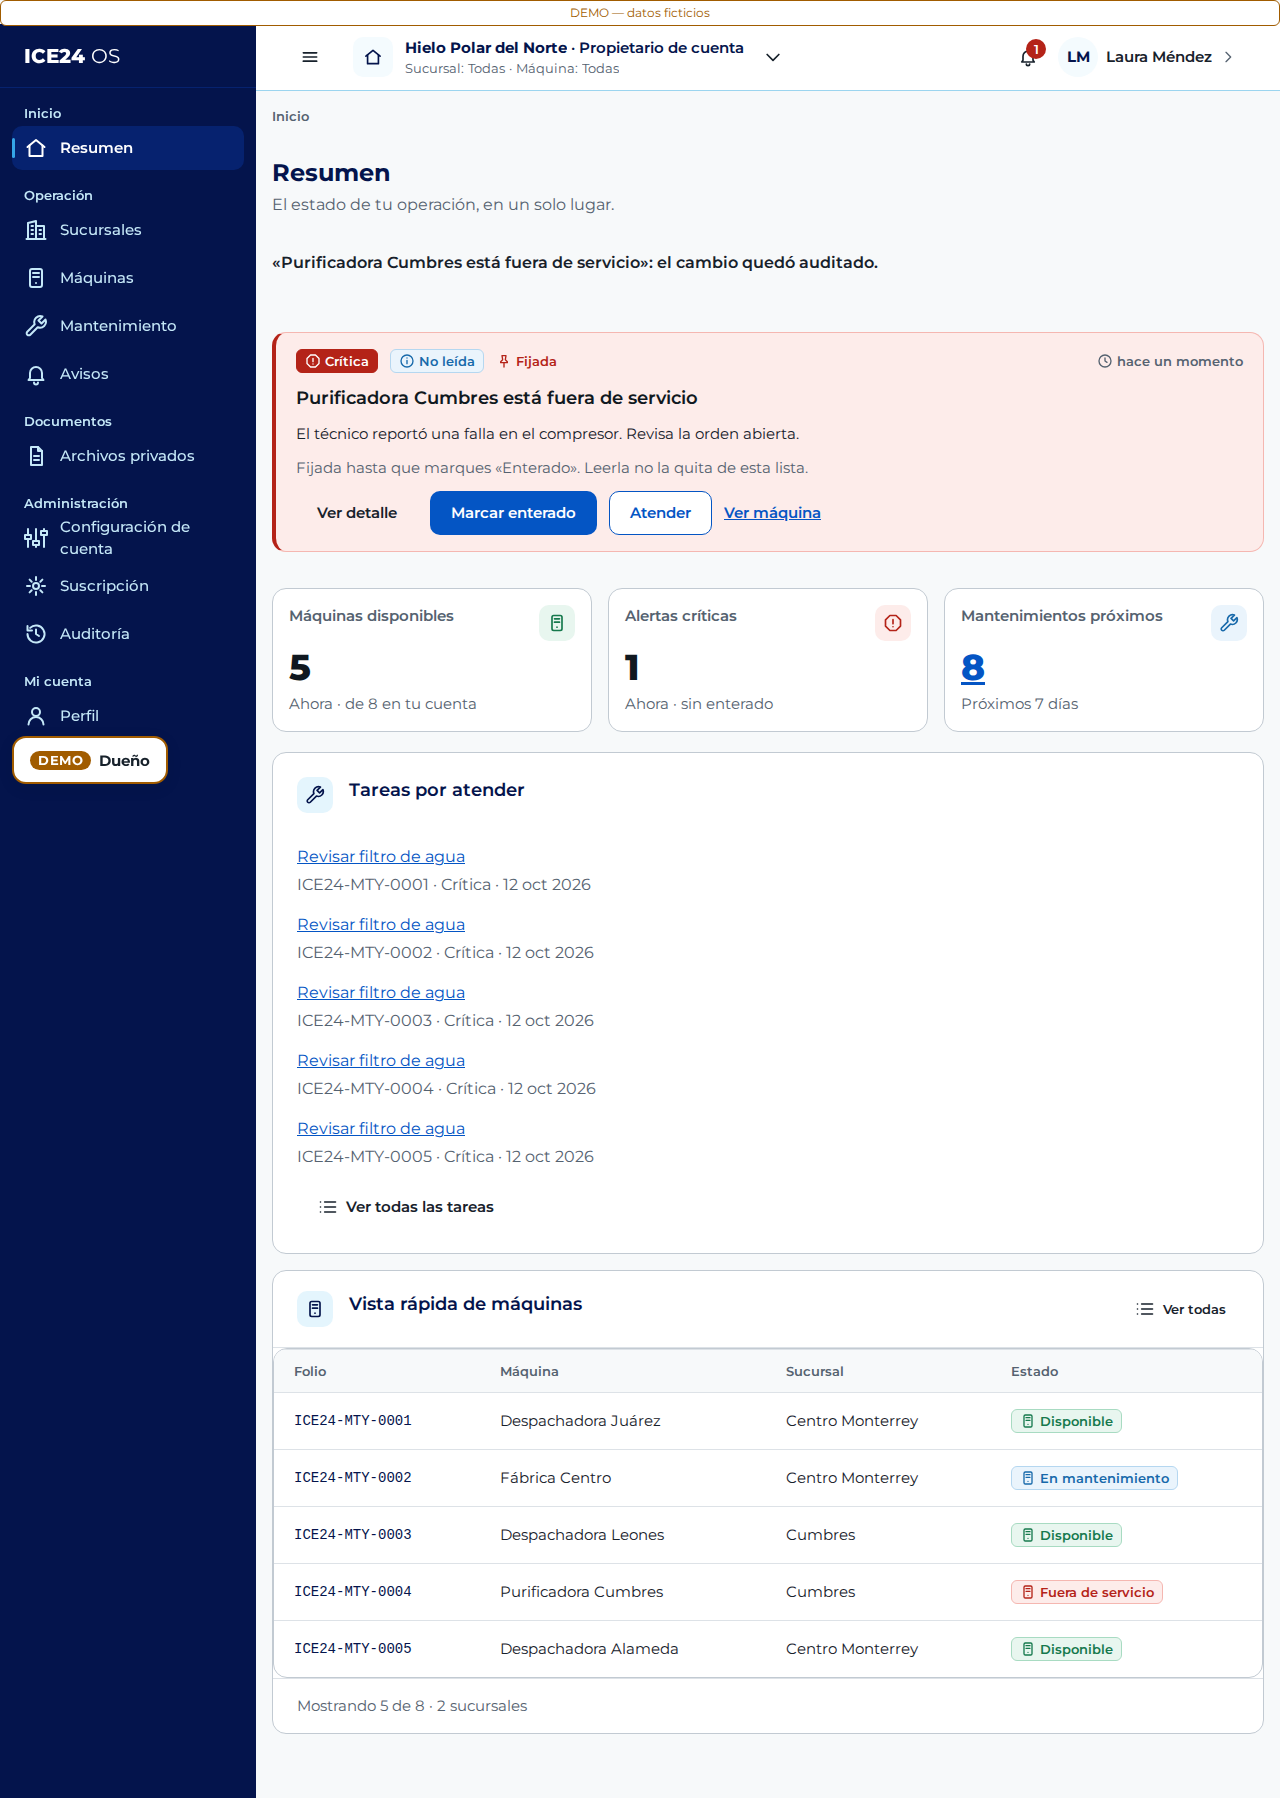 DEMO — datos ficticios
ICE24 OS
Inicio
Resumen
Operación
Sucursales
Máquinas
Mantenimiento
Avisos
Documentos
Archivos privados
Administración
Configuración de
cuenta
Suscripción
Auditoría
Mi cuenta
Perfil
DEMO Dueño
Hielo Polar del Norte · Propietario de cuenta
Sucursal: Todas · Máquina: Todas
1
LM Laura Méndez
Inicio
Resumen
El estado de tu operación, en un solo lugar.
«Purificadora Cumbres está fuera de servicio»: el cambio quedó auditado.
Crítica No leída Fijada hace un momento
Purificadora Cumbres está fuera de servicio
El técnico reportó una falla en el compresor. Revisa la orden abierta.
Fijada hasta que marques «Enterado». Leerla no la quita de esta lista.
Ver detalle Marcar enterado Atender Ver máquina
Máquinas disponibles
5
Ahora · de 8 en tu cuenta
Alertas críticas
1
Ahora · sin enterado
Mantenimientos próximos
8
Próximos 7 días
Tareas por atender
Revisar filtro de agua
ICE24-MTY-0001 · Crítica · 12 oct 2026
Revisar filtro de agua
ICE24-MTY-0002 · Crítica · 12 oct 2026
Revisar filtro de agua
ICE24-MTY-0003 · Crítica · 12 oct 2026
Revisar filtro de agua
ICE24-MTY-0004 · Crítica · 12 oct 2026
Revisar filtro de agua
ICE24-MTY-0005 · Crítica · 12 oct 2026
Ver todas las tareas
Vista rápida de máquinas
Ver todas
Folio Máquina Sucursal Estado
ICE24-MTY-0001 Despachadora Juárez Centro Monterrey Disponible
ICE24-MTY-0002 Fábrica Centro Centro Monterrey En mantenimiento
ICE24-MTY-0003 Despachadora Leones Cumbres Disponible
ICE24-MTY-0004 Purificadora Cumbres Cumbres Fuera de servicio
ICE24-MTY-0005 Despachadora Alameda Centro Monterrey Disponible
Mostrando 5 de 8 · 2 sucursales